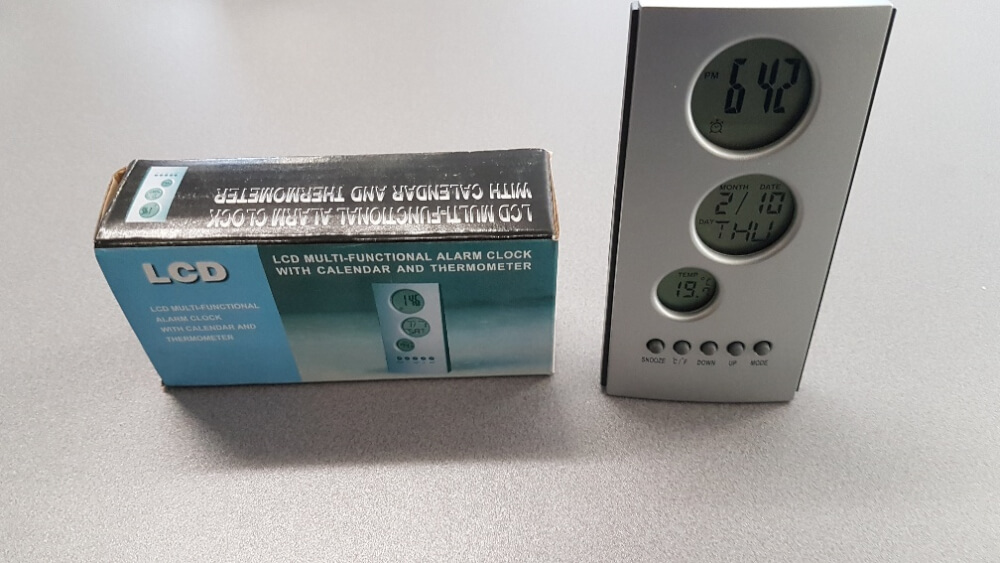 LCD MULTI-FUNCTIONAL ALARM CLOCK
WITH CALENDAR AND THERMOMETER
LCD
LCD MULTI-FUNCTIONAL ALARM CLOCK
WITH CALENDAR AND THERMOMETER
LCD MULTI-FUNCTIONAL
ALARM CLOCK
WITH CALENDAR AND
THERMOMETER
PM 6 42
MONTH DATE
2/10
THU
TEMP
19.
SNOOZE DOWN UP MODE